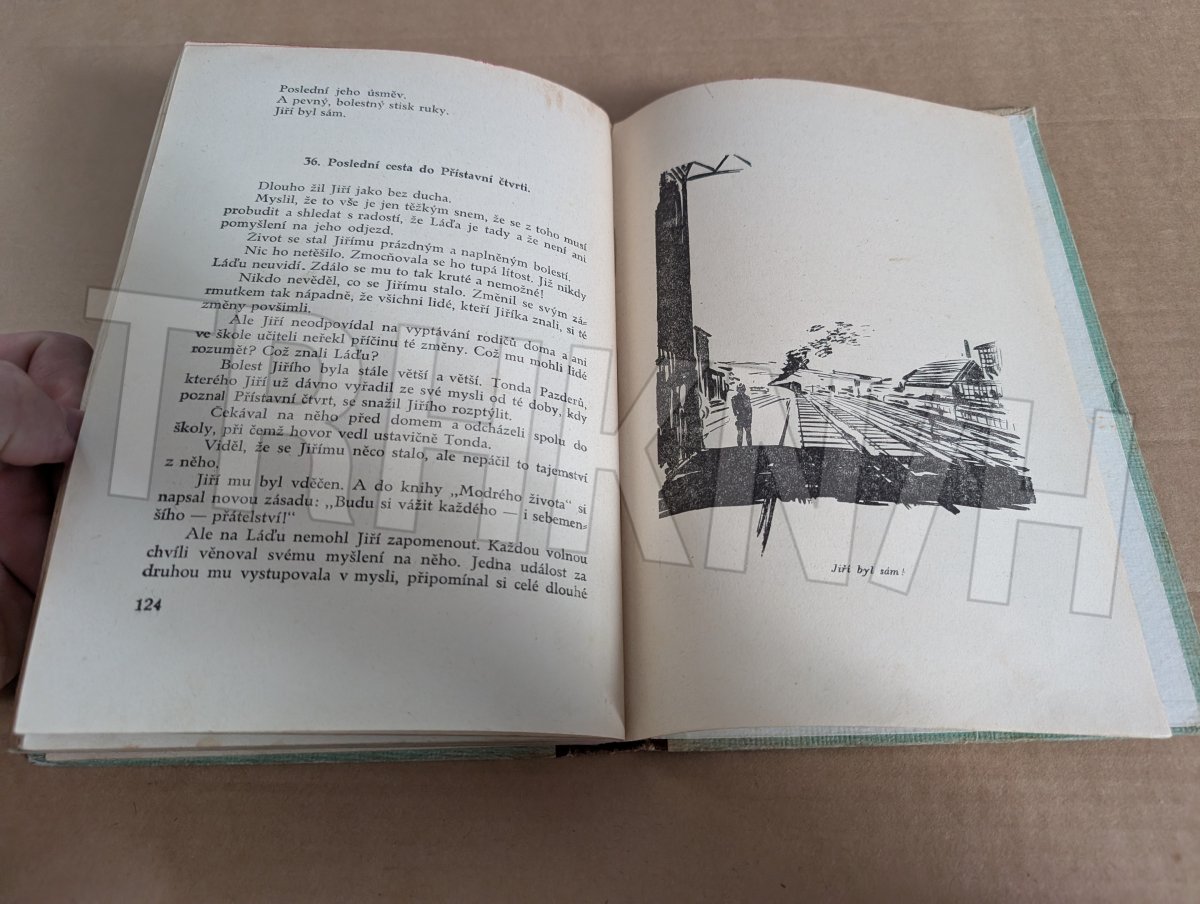 Poslední jeho úsměv.
A pevný, bolestný stisk ruky.
Jiří byl sám.
36. Poslední cesta do Přístavní čtvrti.
Dlouho žil Jiří jako bez ducha.
Myslil, že to vše je jen těžkým snem, že se z toho musí
probudit a shledat s radostí, že Láďa je tady a že není ani
pomyšlení na jeho odjezd.
Život se stal Jiřímu prázdným a naplněným bolestí.
Nic ho netěšilo. Zmocňovala se ho tupá lítost. Již nikdy
Láďu neuvidí. Zdálo se mu to tak kruté a nemožné!
Nikdo nevěděl, co se Jiřímu stalo. Změnil se svým zá=
rmutkem tak nápadně, že všichni lidé, kteří Jiříka znali, si té
změny povšimli.
Ale Jiří neodpovídal na vyptávání rodičů doma a ani
ve škole učiteli neřekl příčinu té změny. Což mu mohli lidé
rozumět? Což znali Láďu?
Bolest Jiřího byla stále větší a větší. Tonda Pazderů,
kterého Jiří už dávno vyřadil ze své mysli od té doby, kdy
poznal Přístavní čtvrt, se snažil Jiřího rozptýlit.
Čekával na něho před domem a odcházeli spolu do
školy, při čemž hovor vedl ustavičně Tonda.
Viděl, že se Jiřímu něco stalo, ale nepáčil to tajemství
z něho.
Jiří mu byl vděčen. A do knihy „Modrého života“ si
napsal novou zásadu: „Budu si vážit každého — i sebemen=
šího — přátelství!“
Ale na Láďu nemohl Jiří zapomenout. Každou volnou
chvíli věnoval svému myšlení na něho. Jedna událost za
druhou mu vystupovala v mysli, připomínal si celé dlouhé
124
Jiří byl sám!
TRHKNIH